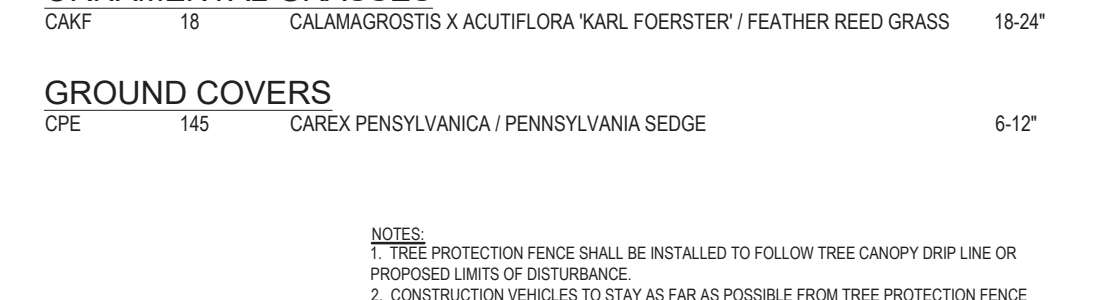 ORNAMENTAL GRASSES
CAKF 18 CALAMAGROSTIS X ACUTIFLORA 'KARL FOERSTER' / FEATHER REED GRASS 18-24"
GROUND COVERS
CPE 145 CAREX PENSYLVANICA / PENNSYLVANIA SEDGE 6-12"
NOTES:
1. TREE PROTECTION FENCE SHALL BE INSTALLED TO FOLLOW TREE CANOPY DRIP LINE OR
PROPOSED LIMITS OF DISTURBANCE.
2. CONSTRUCTION VEHICLES TO STAY AS FAR AS POSSIBLE FROM TREE PROTECTION FENCE